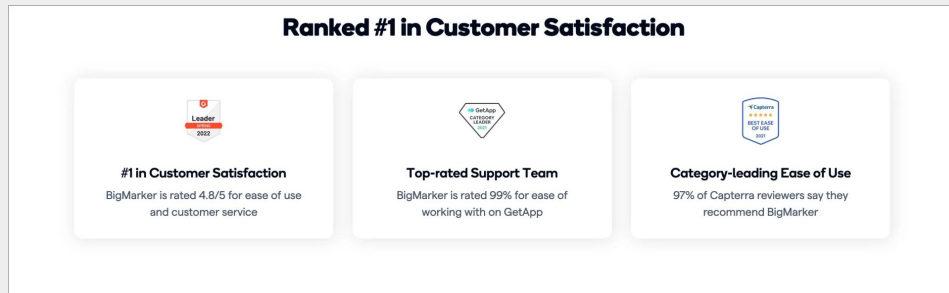 Ranked #1 in Customer Satisfaction
G
Leader
SPRING
2022
#1 in Customer Satisfaction
BigMarker is rated 4.8/5 for ease of use
and customer service
GetApp
CATEGORY
LEADER
2021
Top-rated Support Team
BigMarker is rated 99% for ease of
working with on GetApp
Capterra
BEST EASE
OF USE
2021
Category-leading Ease of Use
97% of Capterra reviewers say they
recommend BigMarker